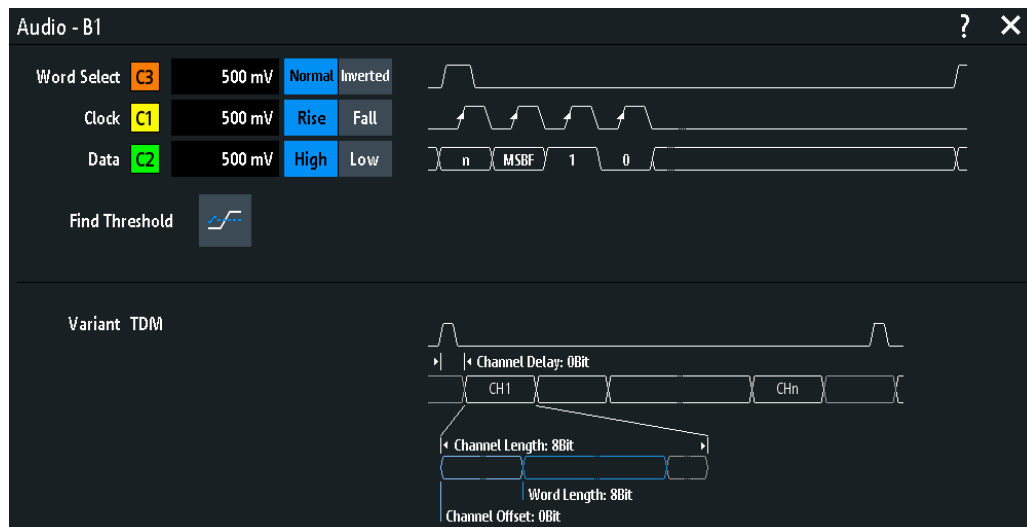 Audio - B1 ? ×
Word Select C3 500 mV Normal Inverted
Clock C1 500 mV Rise Fall
Data C2 500 mV High Low n MSBF 1 0
Find Threshold
Variant TDM
Channel Delay: 0Bit
CH1 CHn
Channel Length: 8Bit
Word Length: 8Bit
Channel Offset: 0Bit